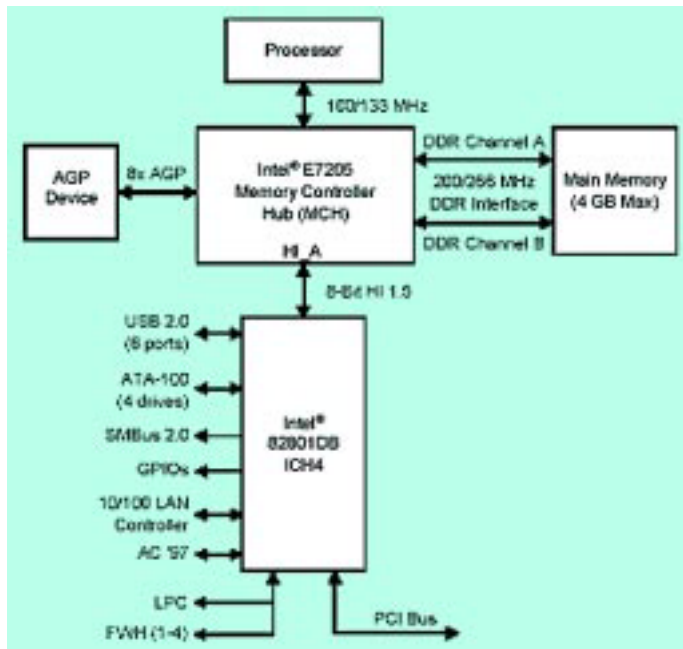 Processor
100/133 MHz
AGP
Device
8x AGP
Intel® E7205
Memory Controller
Hub (MCH)
HI_A
DDR Channel A
200/266 MHz
DDR Interface
DDR Channel B
Main Memory
(4 GB Max)
8-Bit HI 1.5
USB 2.0
(6 ports)
ATA-100
(4 drives)
SMBus 2.0
GPIOs
10/100 LAN
Controller
AC '97
Intel®
82801DB
ICH4
LPC
FWH (1-4)
PCI Bus